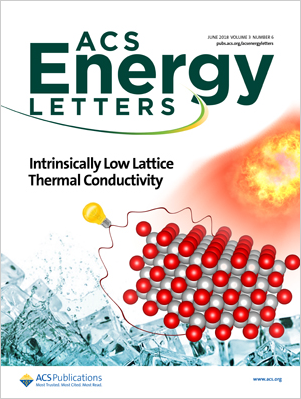 JUNE 2018 VOLUME 3 NUMBER 6
pubs.acs.org/acsenergyletters
ACS
Energy
LETTERS
Intrinsically Low Lattice
Thermal Conductivity
ACS Publications
Most Trusted. Most Cited. Most Read.
www.acs.org